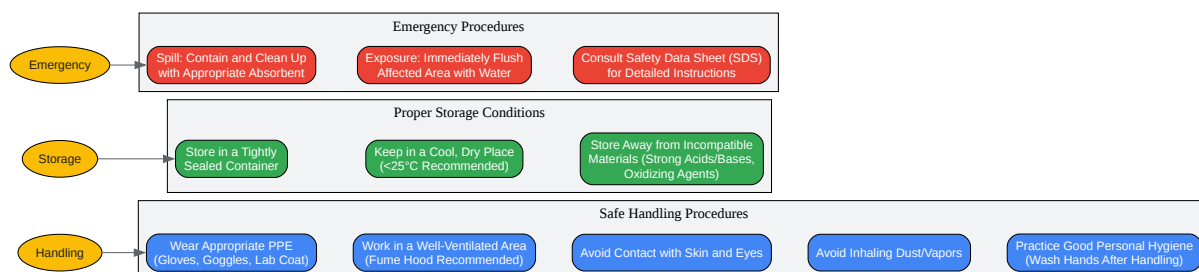 Emergency Procedures
Emergency
Spill: Contain and Clean Up
with Appropriate Absorbent
Exposure: Immediately Flush
Affected Area with Water
Consult Safety Data Sheet (SDS)
for Detailed Instructions
Proper Storage Conditions
Storage
Store in a Tightly
Sealed Container
Keep in a Cool, Dry Place
(<25°C Recommended)
Store Away from Incompatible
Materials (Strong Acids/Bases,
Oxidizing Agents)
Safe Handling Procedures
Handling
Wear Appropriate PPE
(Gloves, Goggles, Lab Coat)
Work in a Well-Ventilated Area
(Fume Hood Recommended)
Avoid Contact with Skin and Eyes
Avoid Inhaling Dust/Vapors
Practice Good Personal Hygiene
(Wash Hands After Handling)